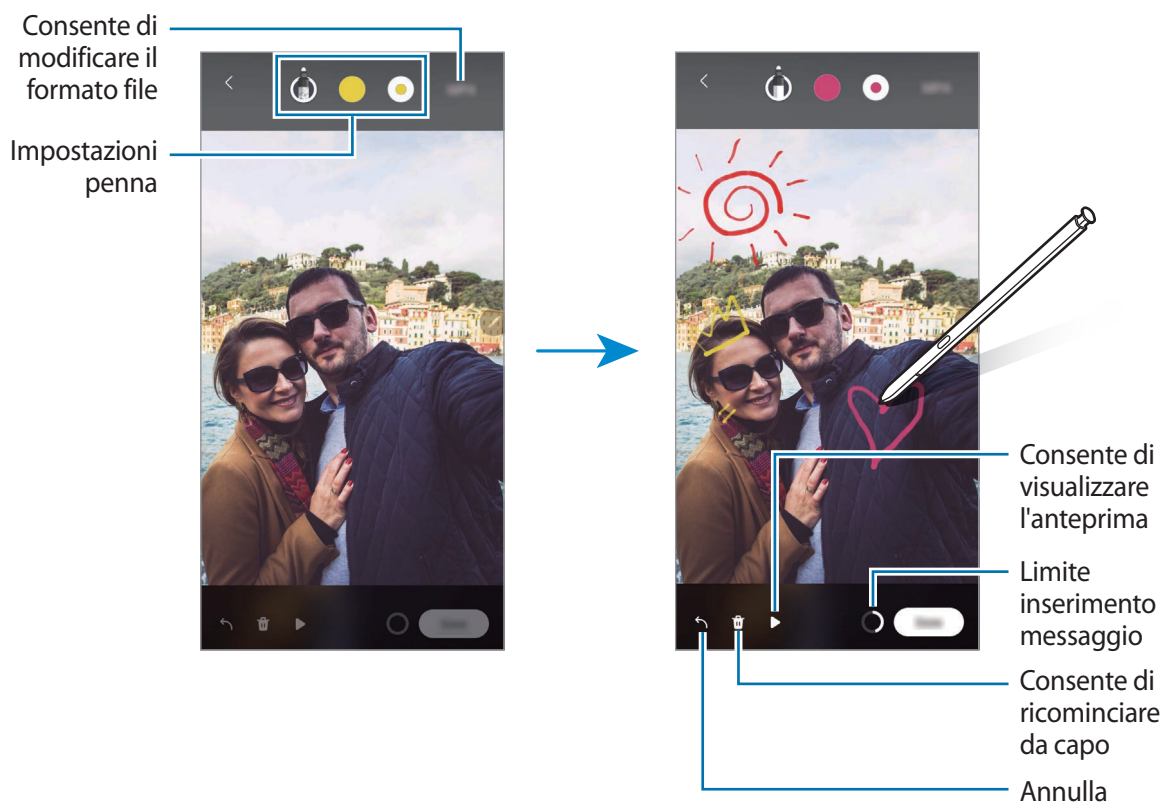 Consente di
modificare il
formato file
Impostazioni
penna
Consente di
visualizzare
l'anteprima
Limite
inserimento
messaggio
Consente di
ricominciare
da capo
Annulla